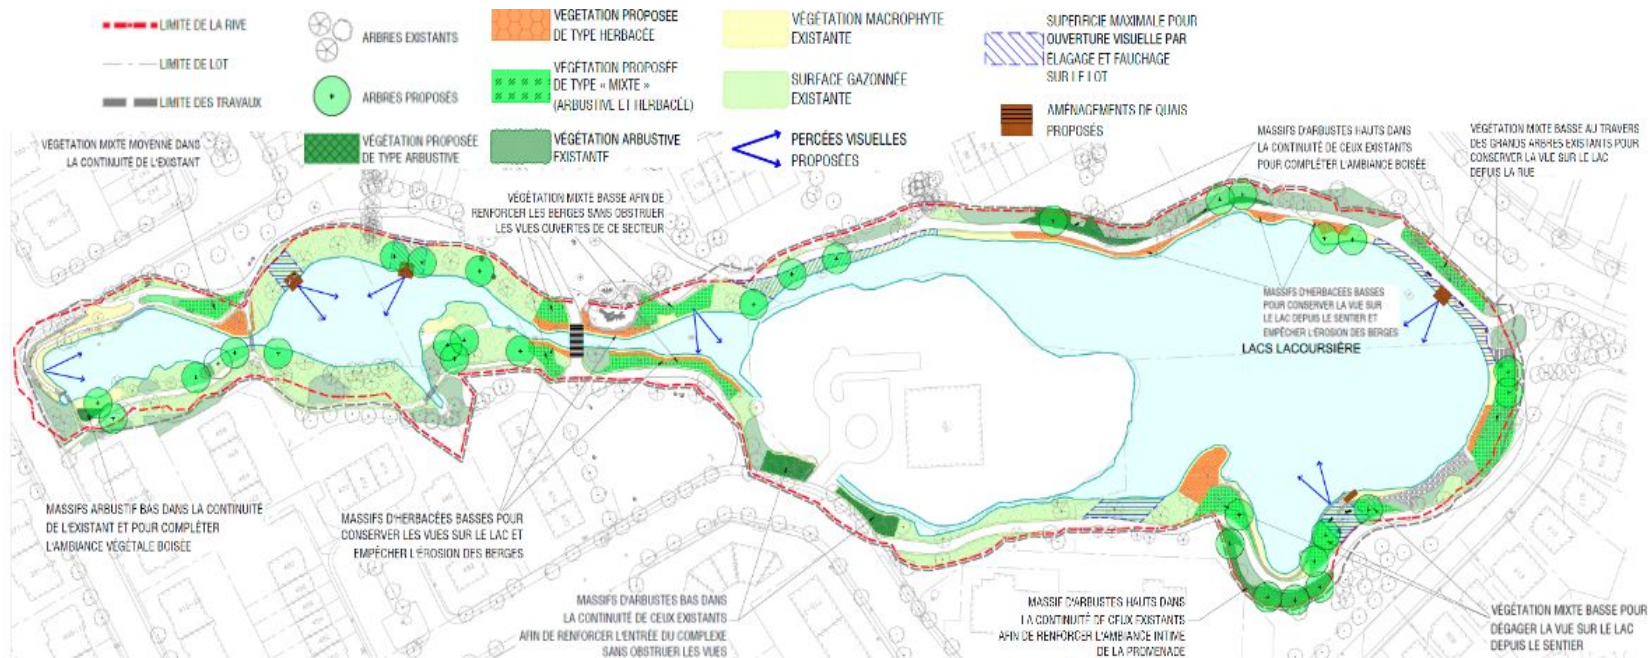 LIMITE DE LA RIVE
LIMITE DE LOT
LIMITE DES TRAVAUX
ARBRES EXISTANTS
ARBRES PROPOSÉS
VÉGÉTATION PROPOSÉE
DE TYPE ARBUSTIVE
VÉGÉTATION PROPOSÉE
DE TYPE HERBACÉE
VÉGÉTATION PROPOSÉE
DE TYPE « MIXTE »
(ARBUSTIVE ET HERBACÉE)
VÉGÉTATION ARBUSTIVE
EXISTANTE
VÉGÉTATION MACROPHYTE
EXISTANTE
SURFACE GAZONNÉE
EXISTANTE
PERCÉES VISUELLES
PROPOSÉES
SUPERFICIE MAXIMALE POUR
OUVERTURE VISUELLE PAR
ÉLAGAGE ET FAUCHAGE
SUR LE LOT
AMÉNAGEMENTS DE QUAIS
PROPOSÉS
VÉGÉTATION MIXTE MOYENNE DANS
LA CONTINUITÉ DE L'EXISTANT
VÉGÉTATION MIXTE BASSE AFIN DE
RENFORCER LES BERGES SANS OBSTRUER
LES VUES OUVERTES DE CE SECTEUR
MASSIFS D'ARBUSTES HAUTS DANS
LA CONTINUITÉ DE CEUX EXISTANTS
POUR COMPLÉTER L'AMBIANCE BOISÉE
VÉGÉTATION MIXTE BASSE AU TRAVERS
DES GRANDS ARBRES EXISTANTS POUR
CONSERVER LA VUE SUR LE LAC
DEPUIS LA RUE
MASSIFS D'HERBACÉES BASSES
POUR CONSERVER LA VUE SUR
LE LAC DEPUIS LE SENTIER ET
EMPÊCHER L'ÉROSION DES BERGES
LACS LACOURSIÈRE
MASSIFS ARBUSTIF BAS DANS LA CONTINUITÉ
DE L'EXISTANT ET POUR COMPLÉTER
L'AMBIANCE VÉGÉTALE BOISÉE
MASSIFS D'HERBACÉES BASSES POUR
CONSERVER LES VUES SUR LE LAC ET
EMPÊCHER L'ÉROSION DES BERGES
MASSIFS D'ARBUSTES BAS DANS
LA CONTINUITÉ DE CEUX EXISTANTS
AFIN DE RENFORCER L'ENTRÉE DU COMPLEXE
SANS OBSTRUER LES VUES
MASSIF D'ARBUSTES HAUTS DANS
LA CONTINUITÉ DE CEUX EXISTANTS
AFIN DE RENFORCER L'AMBIANCE INTIME
DE LA PROMENADE
VÉGÉTATION MIXTE BASSE POUR
DÉGAGER LA VUE SUR LE LAC
DEPUIS LE SENTIER